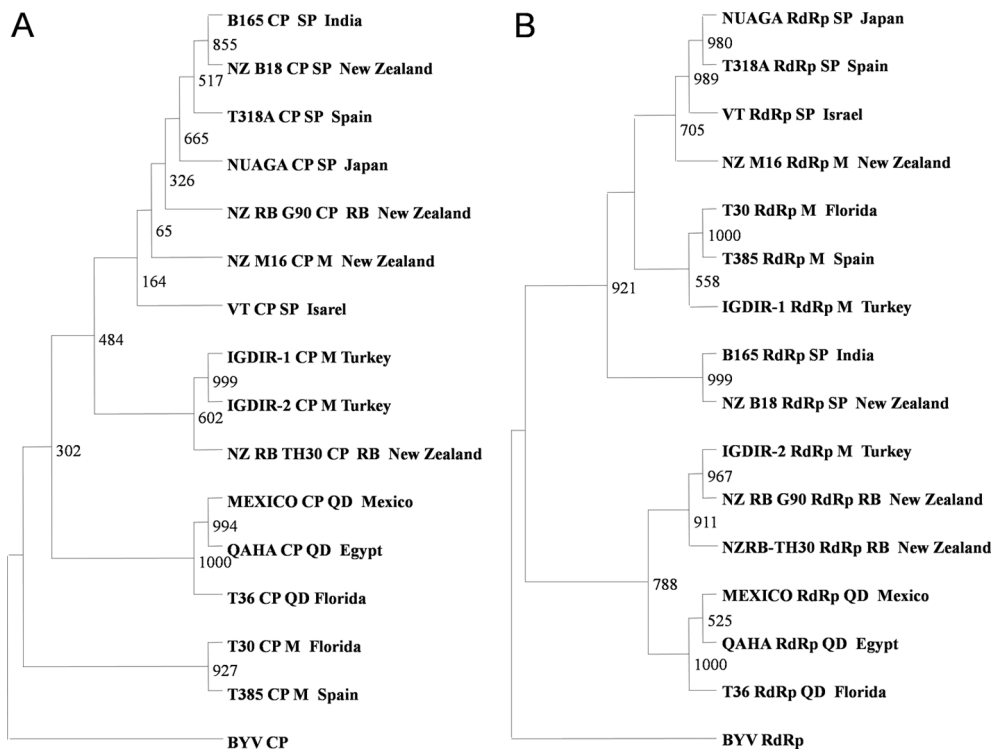 A
B165 CP SP India
855
NZ B18 CP SP New Zealand
517
T318A CP SP Spain
665
NUAGA CP SP Japan
326
NZ RB G90 CP RB New Zealand
65
NZ M16 CP M New Zealand
164
VT CP SP Isarel
484
IGDIR-1 CP M Turkey
999
IGDIR-2 CP M Turkey
602
302
NZ RB TH30 CP RB New Zealand
MEXICO CP QD Mexico
994
QAHA CP QD Egypt
1000
T36 CP QD Florida
T30 CP M Florida
927
T385 CP M Spain
BYV CP
B
NUAGA RdRp SP Japan
980
T318A RdRp SP Spain
989
VT RdRp SP Israel
705
NZ M16 RdRp M New Zealand
T30 RdRp M Florida
1000
T385 RdRp M Spain
558
921
IGDIR-1 RdRp M Turkey
B165 RdRp SP India
999
NZ B18 RdRp SP New Zealand
IGDIR-2 RdRp M Turkey
967
NZ RB G90 RdRp RB New Zealand
911
NZRB-TH30 RdRp RB New Zealand
788
MEXICO RdRp QD Mexico
525
QAHA RdRp QD Egypt
1000
T36 RdRp QD Florida
BYV RdRp